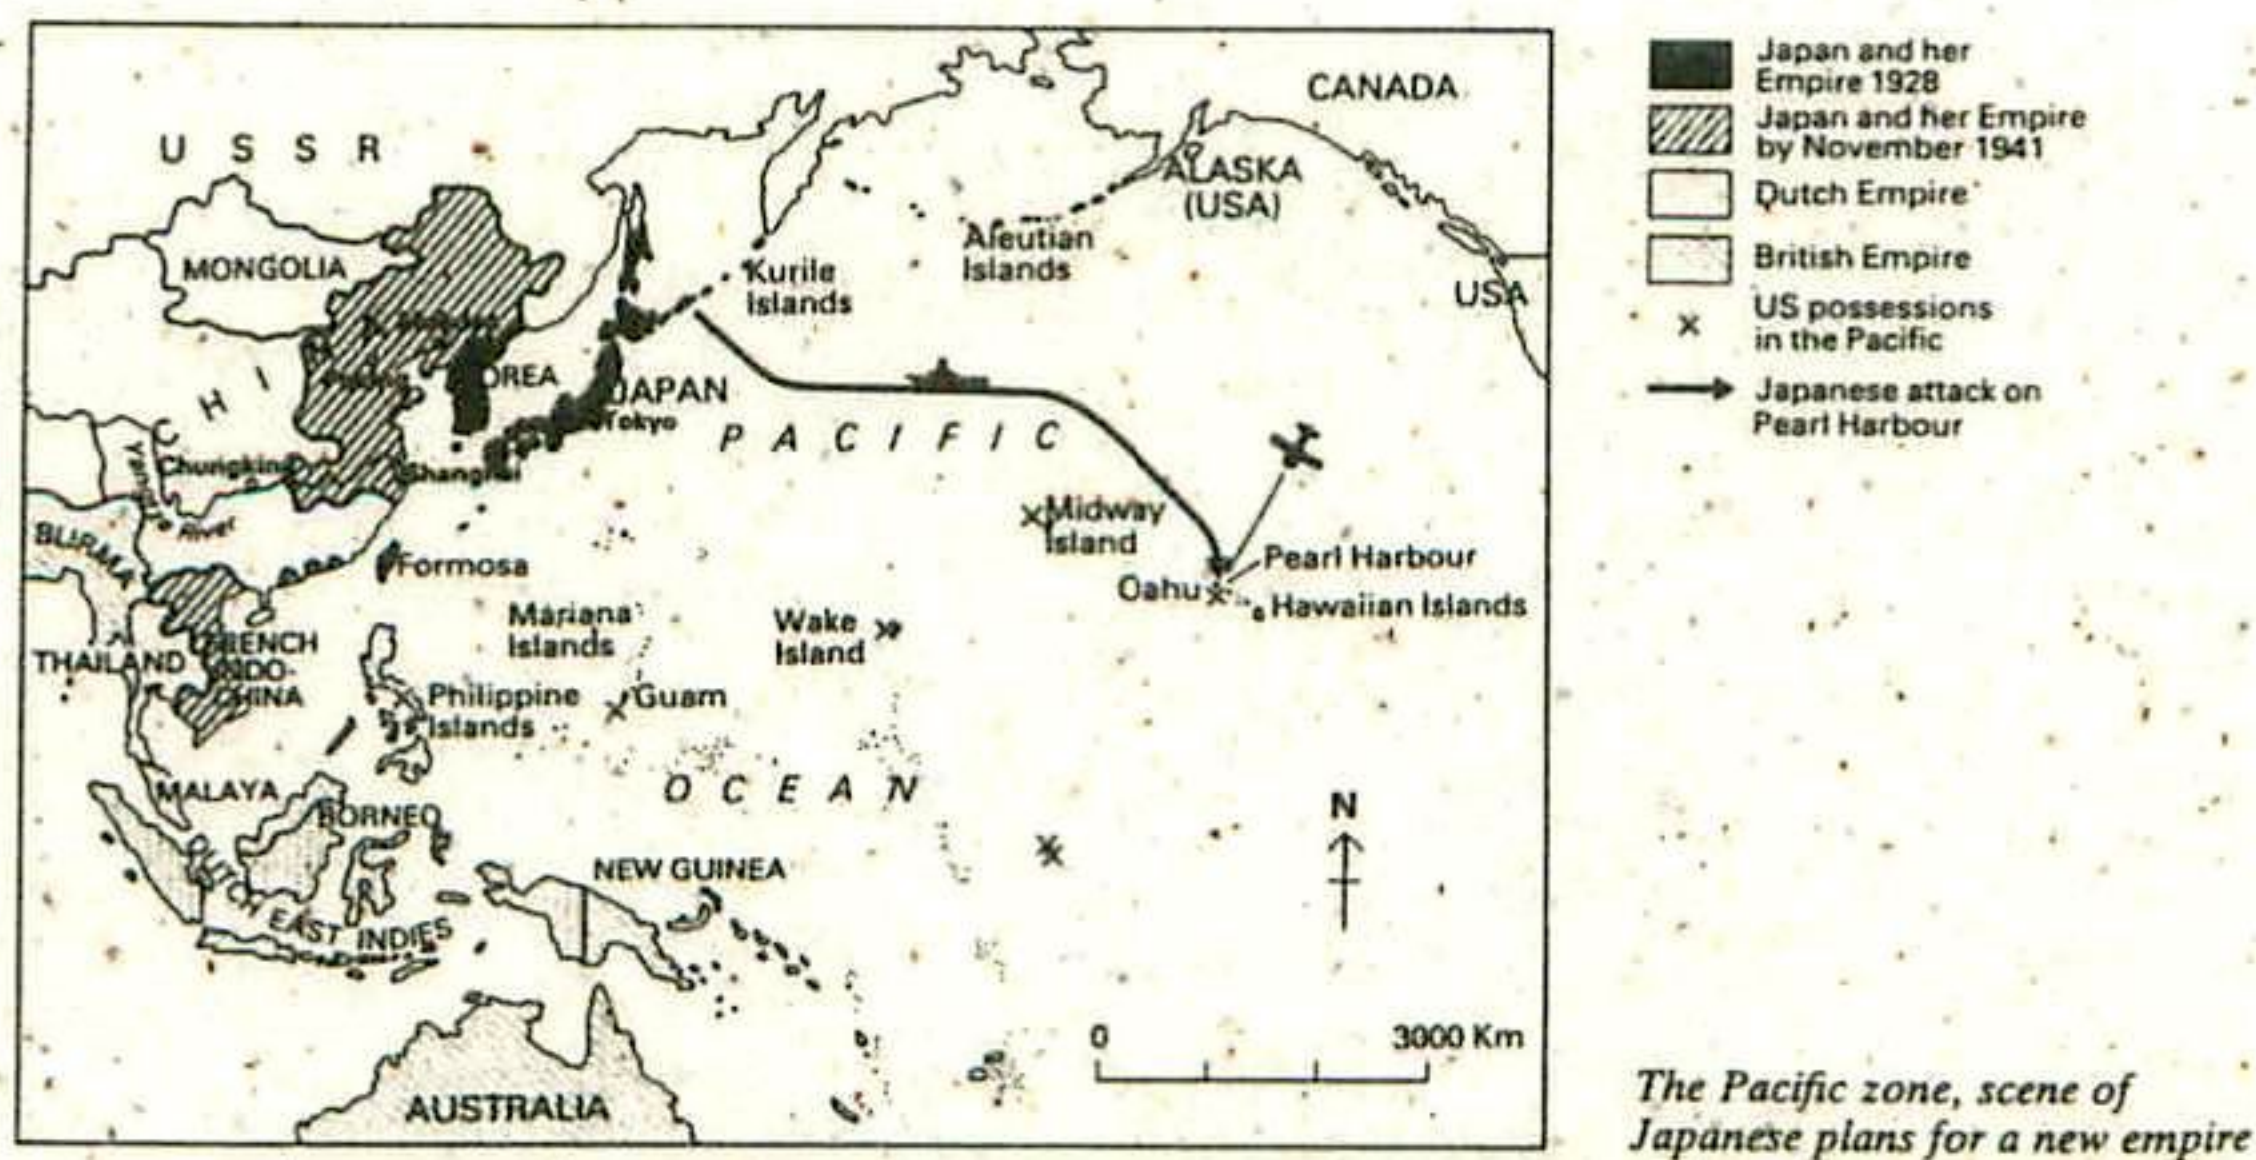 CANADA
U S S R
ALASKA
(USA)
MONGOLIA
Aleutian
Islands
Kurile
Islands
USA
C H I
KOREA
JAPAN
Tokyo
P A C I F I C
Chungking
Shanghai
Yangtze River
Midway
Island
BURMA
Pearl Harbour
Formosa
Oahu
Hawaiian Islands
Mariana
Islands
Wake
Island
FRENCH
INDO-
CHINA
THAILAND
Philippine
Islands
Guam
MALAYA
O C E A N
BORNEO
N
NEW GUINEA
DUTCH EAST INDIES
0 3000 Km
AUSTRALIA
Japan and her
Empire 1928
Japan and her Empire
by November 1941
Dutch Empire
British Empire
US possessions
in the Pacific
Japanese attack on
Pearl Harbour
The Pacific zone, scene of
Japanese plans for a new empire